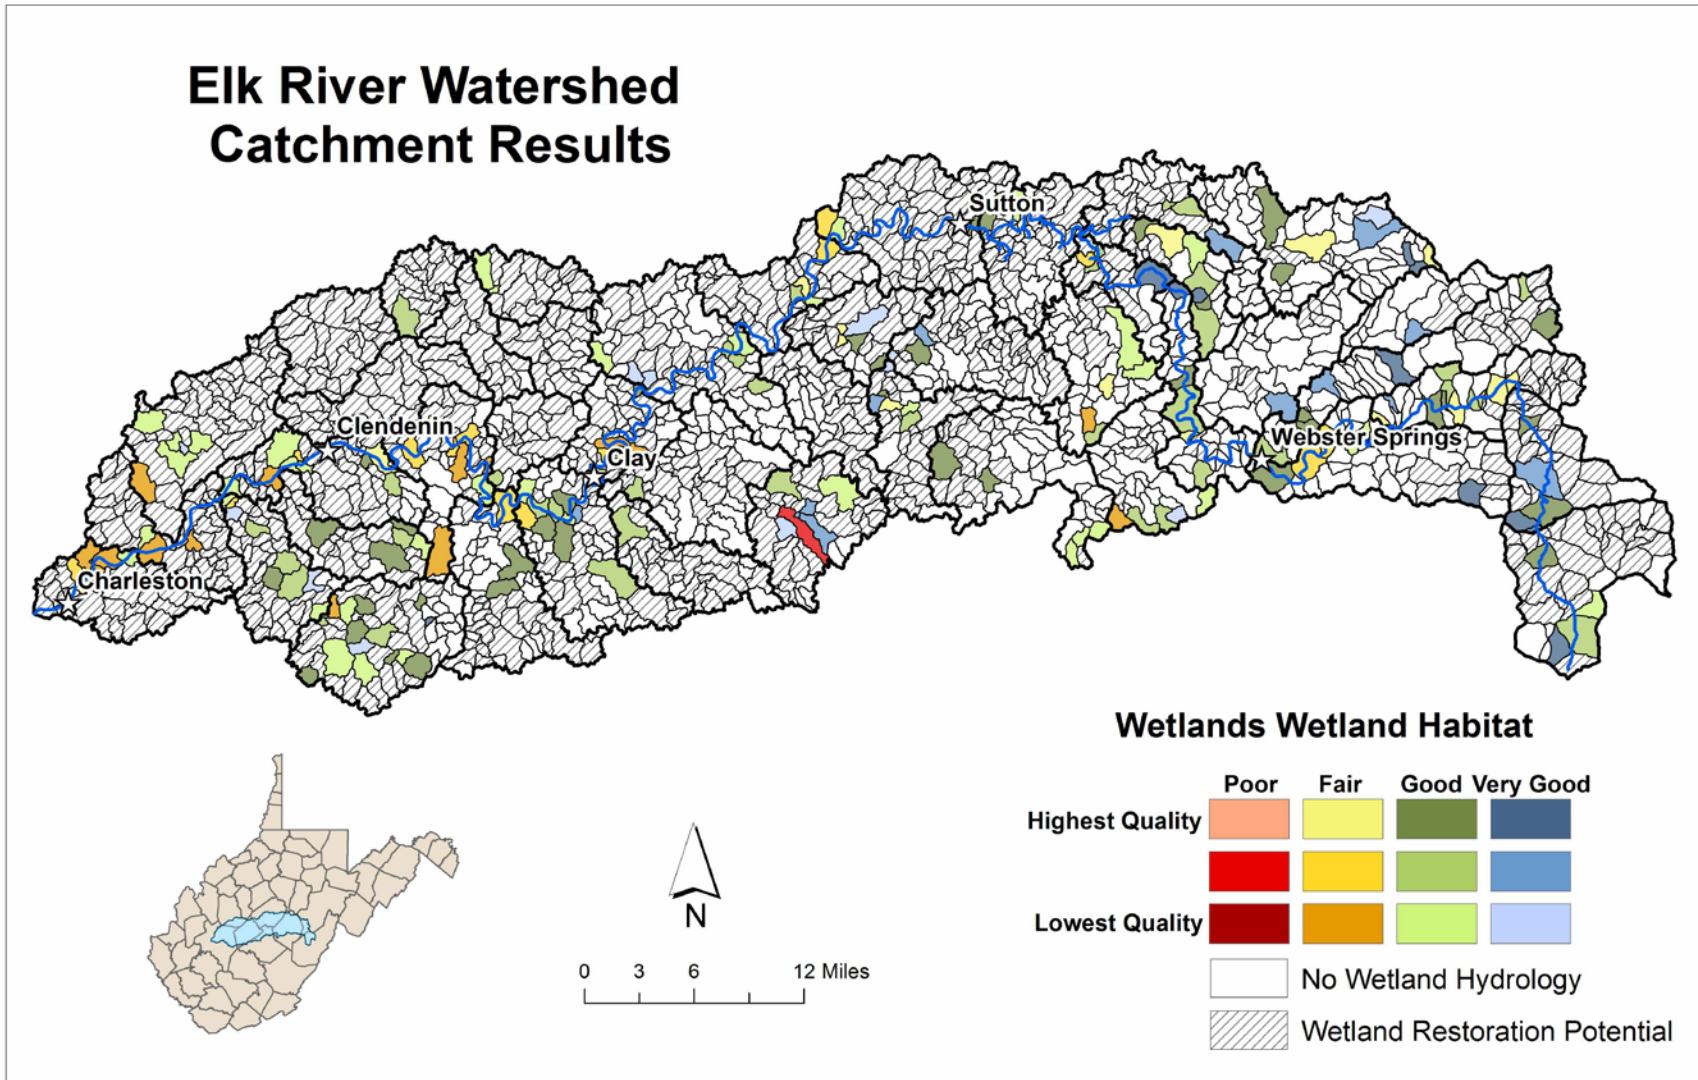 Elk River Watershed
Catchment Results
Sutton
Clendenin
Clay
Webster Springs
Charleston
Wetlands Wetland Habitat
Poor Fair Good Very Good
Highest Quality
Lowest Quality
No Wetland Hydrology
Wetland Restoration Potential
N
0 3 6 12 Miles